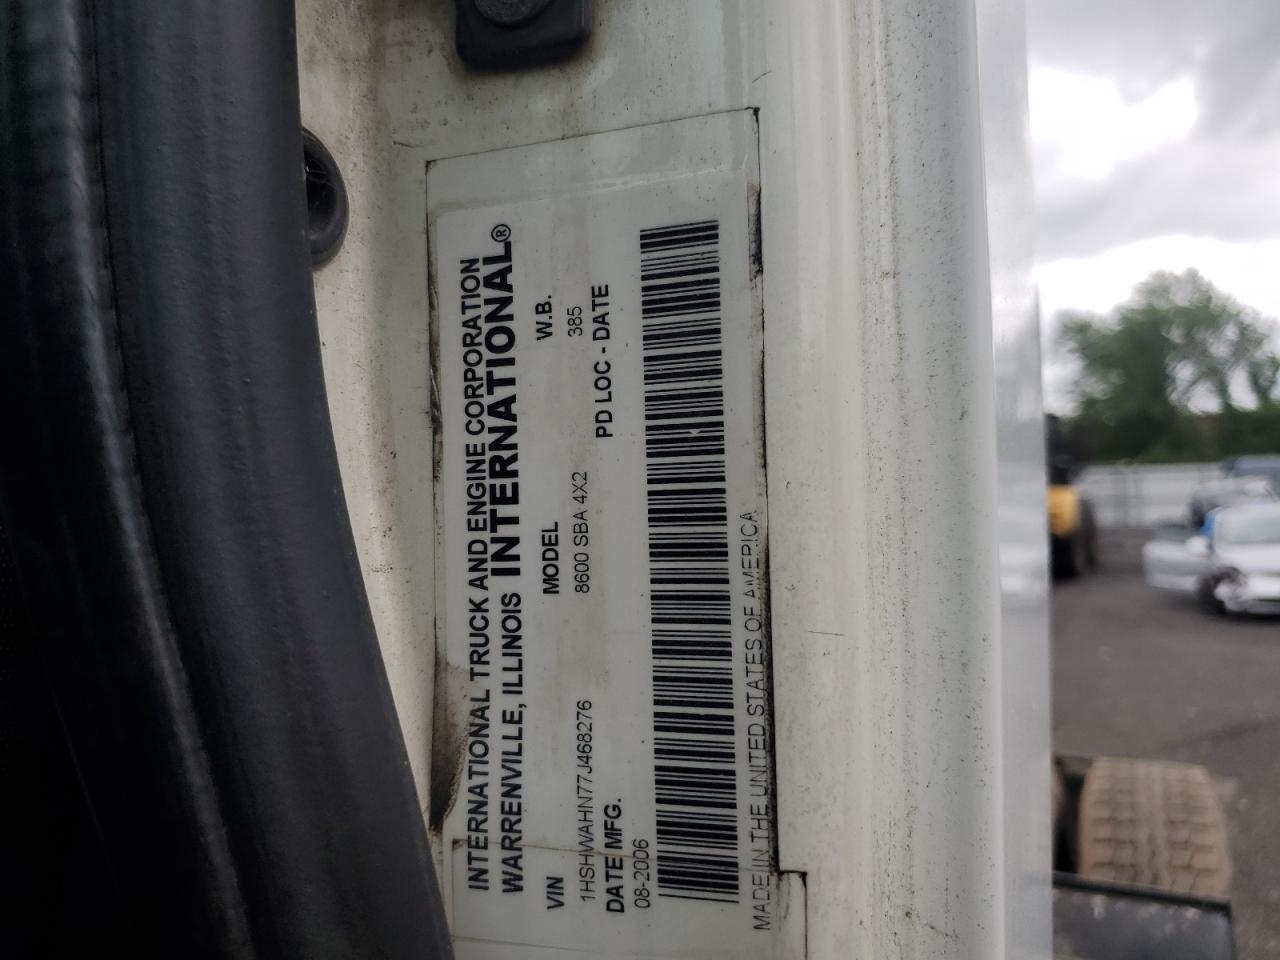 INTERNATIONAL TRUCK AND ENGINE CORPORATION
WARRENVILLE, ILLINOIS INTERNATIONAL®
VIN MODEL W.B.
1HSHWAHN77J468276 8600 SBA 4X2 385
DATE MFG. PD LOC - DATE
08-2006
MADE IN THE UNITED STATES OF AMERICA